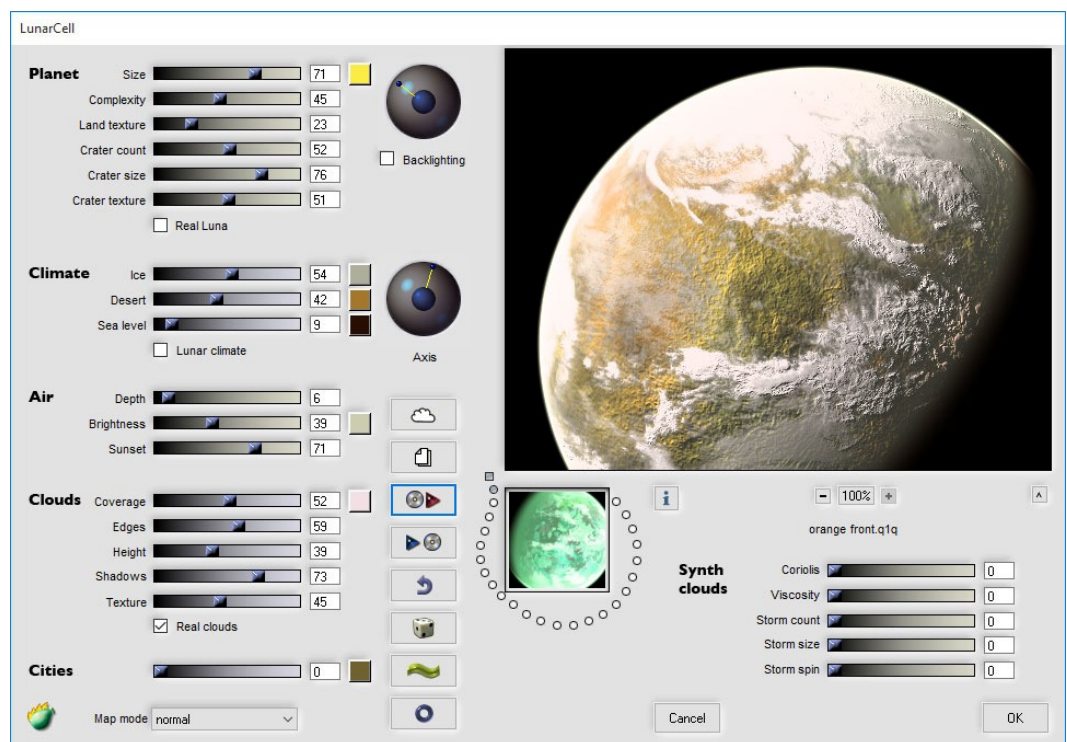 LunarCell
Planet
Size 71
Complexity 45
Land texture 23
Crater count 52
Crater size 76
Crater texture 51
Real Luna
Backlighting
Climate
Ice 54
Desert 42
Sea level 9
Lunar climate
Axis
Air
Depth 6
Brightness 39
Sunset 71
Clouds
Coverage 52
Edges 59
Height 39
Shadows 73
Texture 45
Real clouds
Cities 0
Map mode normal
i
- 100% +
^
orange front.q1q
Synth
clouds
Coriolis 0
Viscosity 0
Storm count 0
Storm size 0
Storm spin 0
Cancel
OK